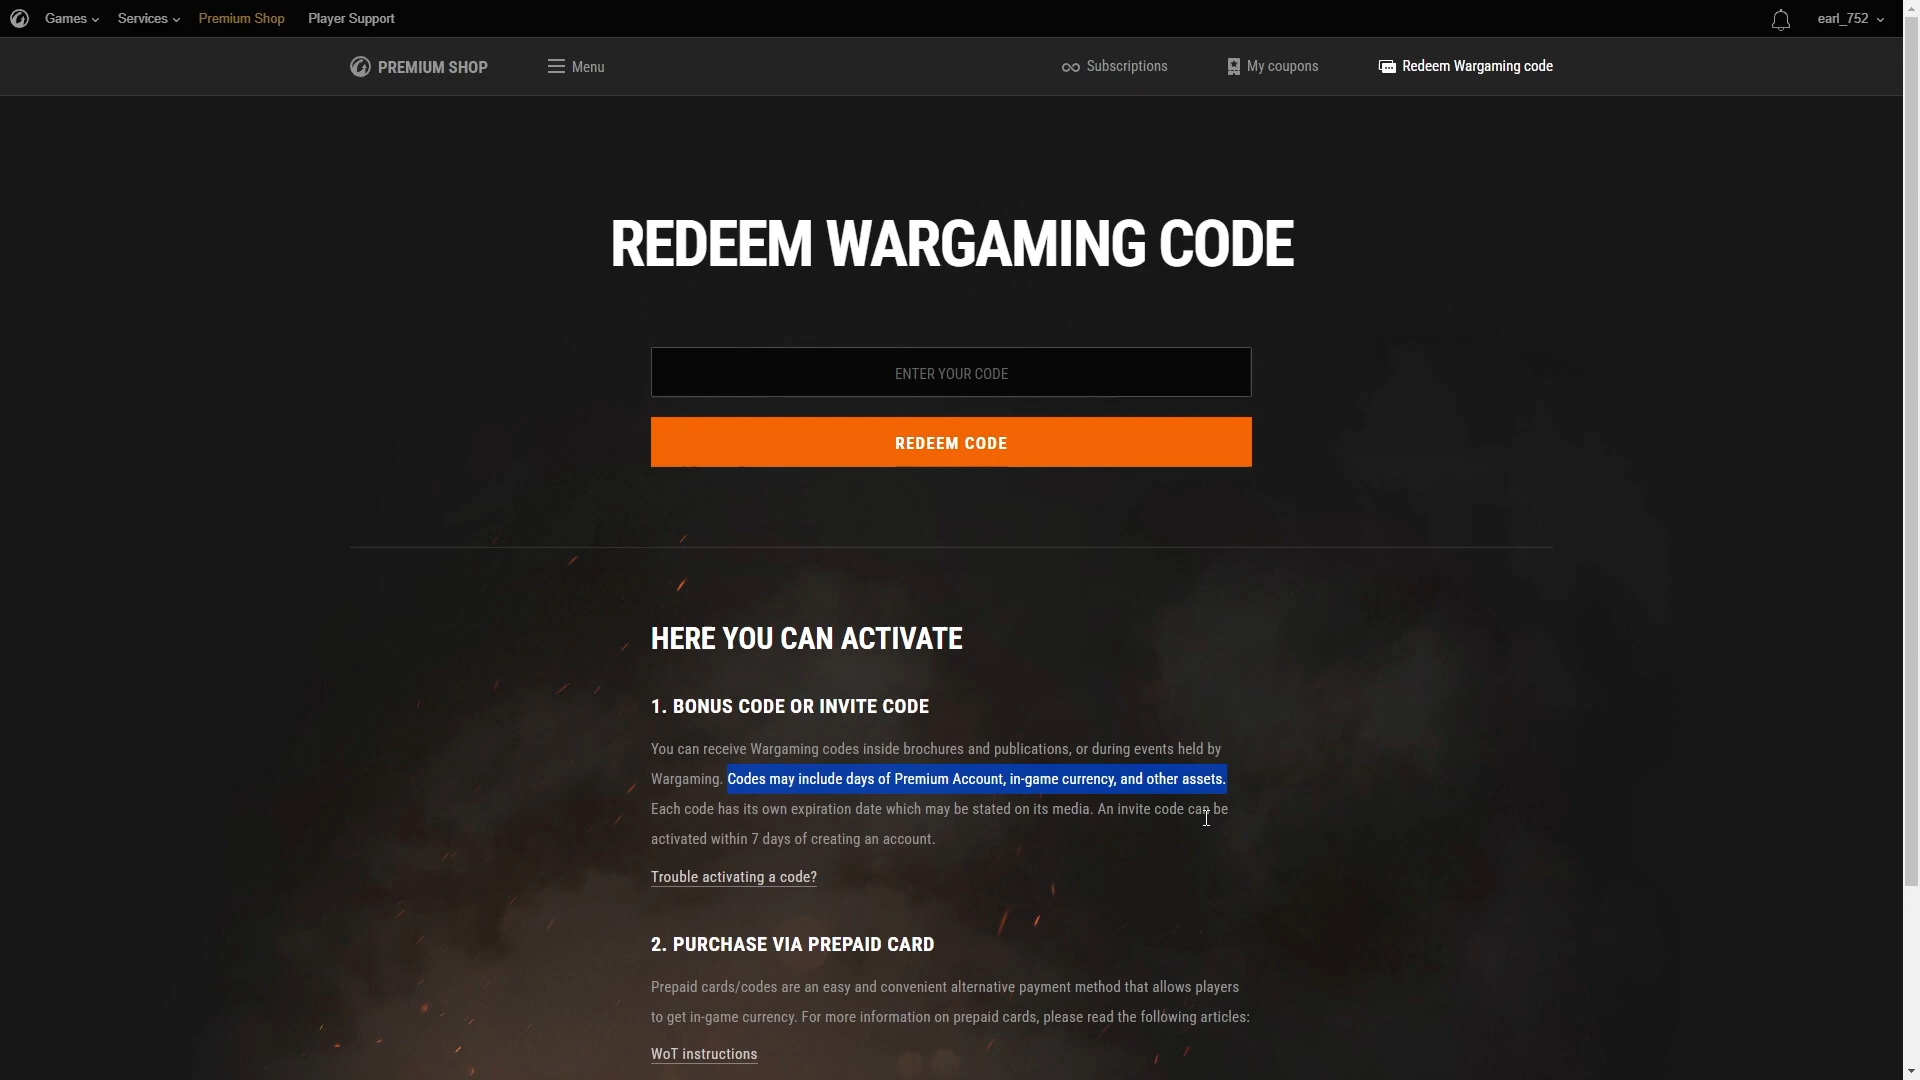 Games
Services
Premium Shop
Player Support
earl_752
PREMIUM SHOP
Menu
Subscriptions
My coupons
Redeem Wargaming code
REDEEM WARGAMING CODE
ENTER YOUR CODE
REDEEM CODE
HERE YOU CAN ACTIVATE
1. BONUS CODE OR INVITE CODE
You can receive Wargaming codes inside brochures and publications, or during events held by
Wargaming. Codes may include days of Premium Account, in-game currency, and other assets.
Each code has its own expiration date which may be stated on its media. An invite code can be
activated within 7 days of creating an account.
Trouble activating a code?
2. PURCHASE VIA PREPAID CARD
Prepaid cards/codes are an easy and convenient alternative payment method that allows players
to get in-game currency. For more information on prepaid cards, please read the following articles:
WoT instructions